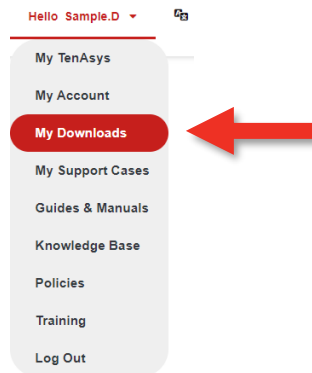 Hello Sample.D
My TenAsys
My Account
My Downloads
My Support Cases
Guides & Manuals
Knowledge Base
Policies
Training
Log Out